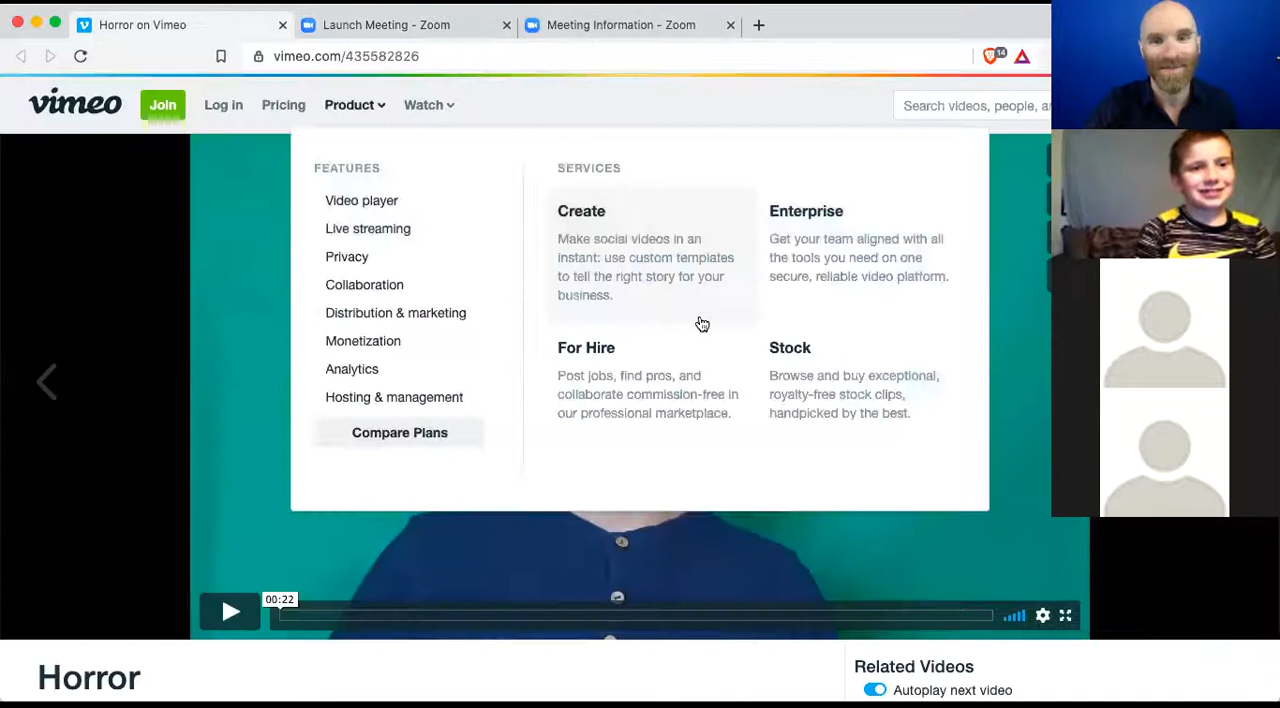 Horror on Vimeo
Launch Meeting - Zoom
Meeting Information - Zoom
vimeo.com/435582826
14
vimeo
Join
Log in
Pricing
Product
Watch
Search videos, people,
FEATURES
Video player
Live streaming
Privacy
Collaboration
Distribution & marketing
Monetization
Analytics
Hosting & management
Compare Plans
SERVICES
Create
Make social videos in an
instant: use custom templates
to tell the right story for your
business.
Enterprise
Get your team aligned with all
the tools you need on one
secure, reliable video platform.
For Hire
Post jobs, find pros, and
collaborate commission-free in
our professional marketplace.
Stock
Browse and buy exceptional,
royalty-free stock clips,
handpicked by the best.
00:22
Horror
Related Videos
Autoplay next video